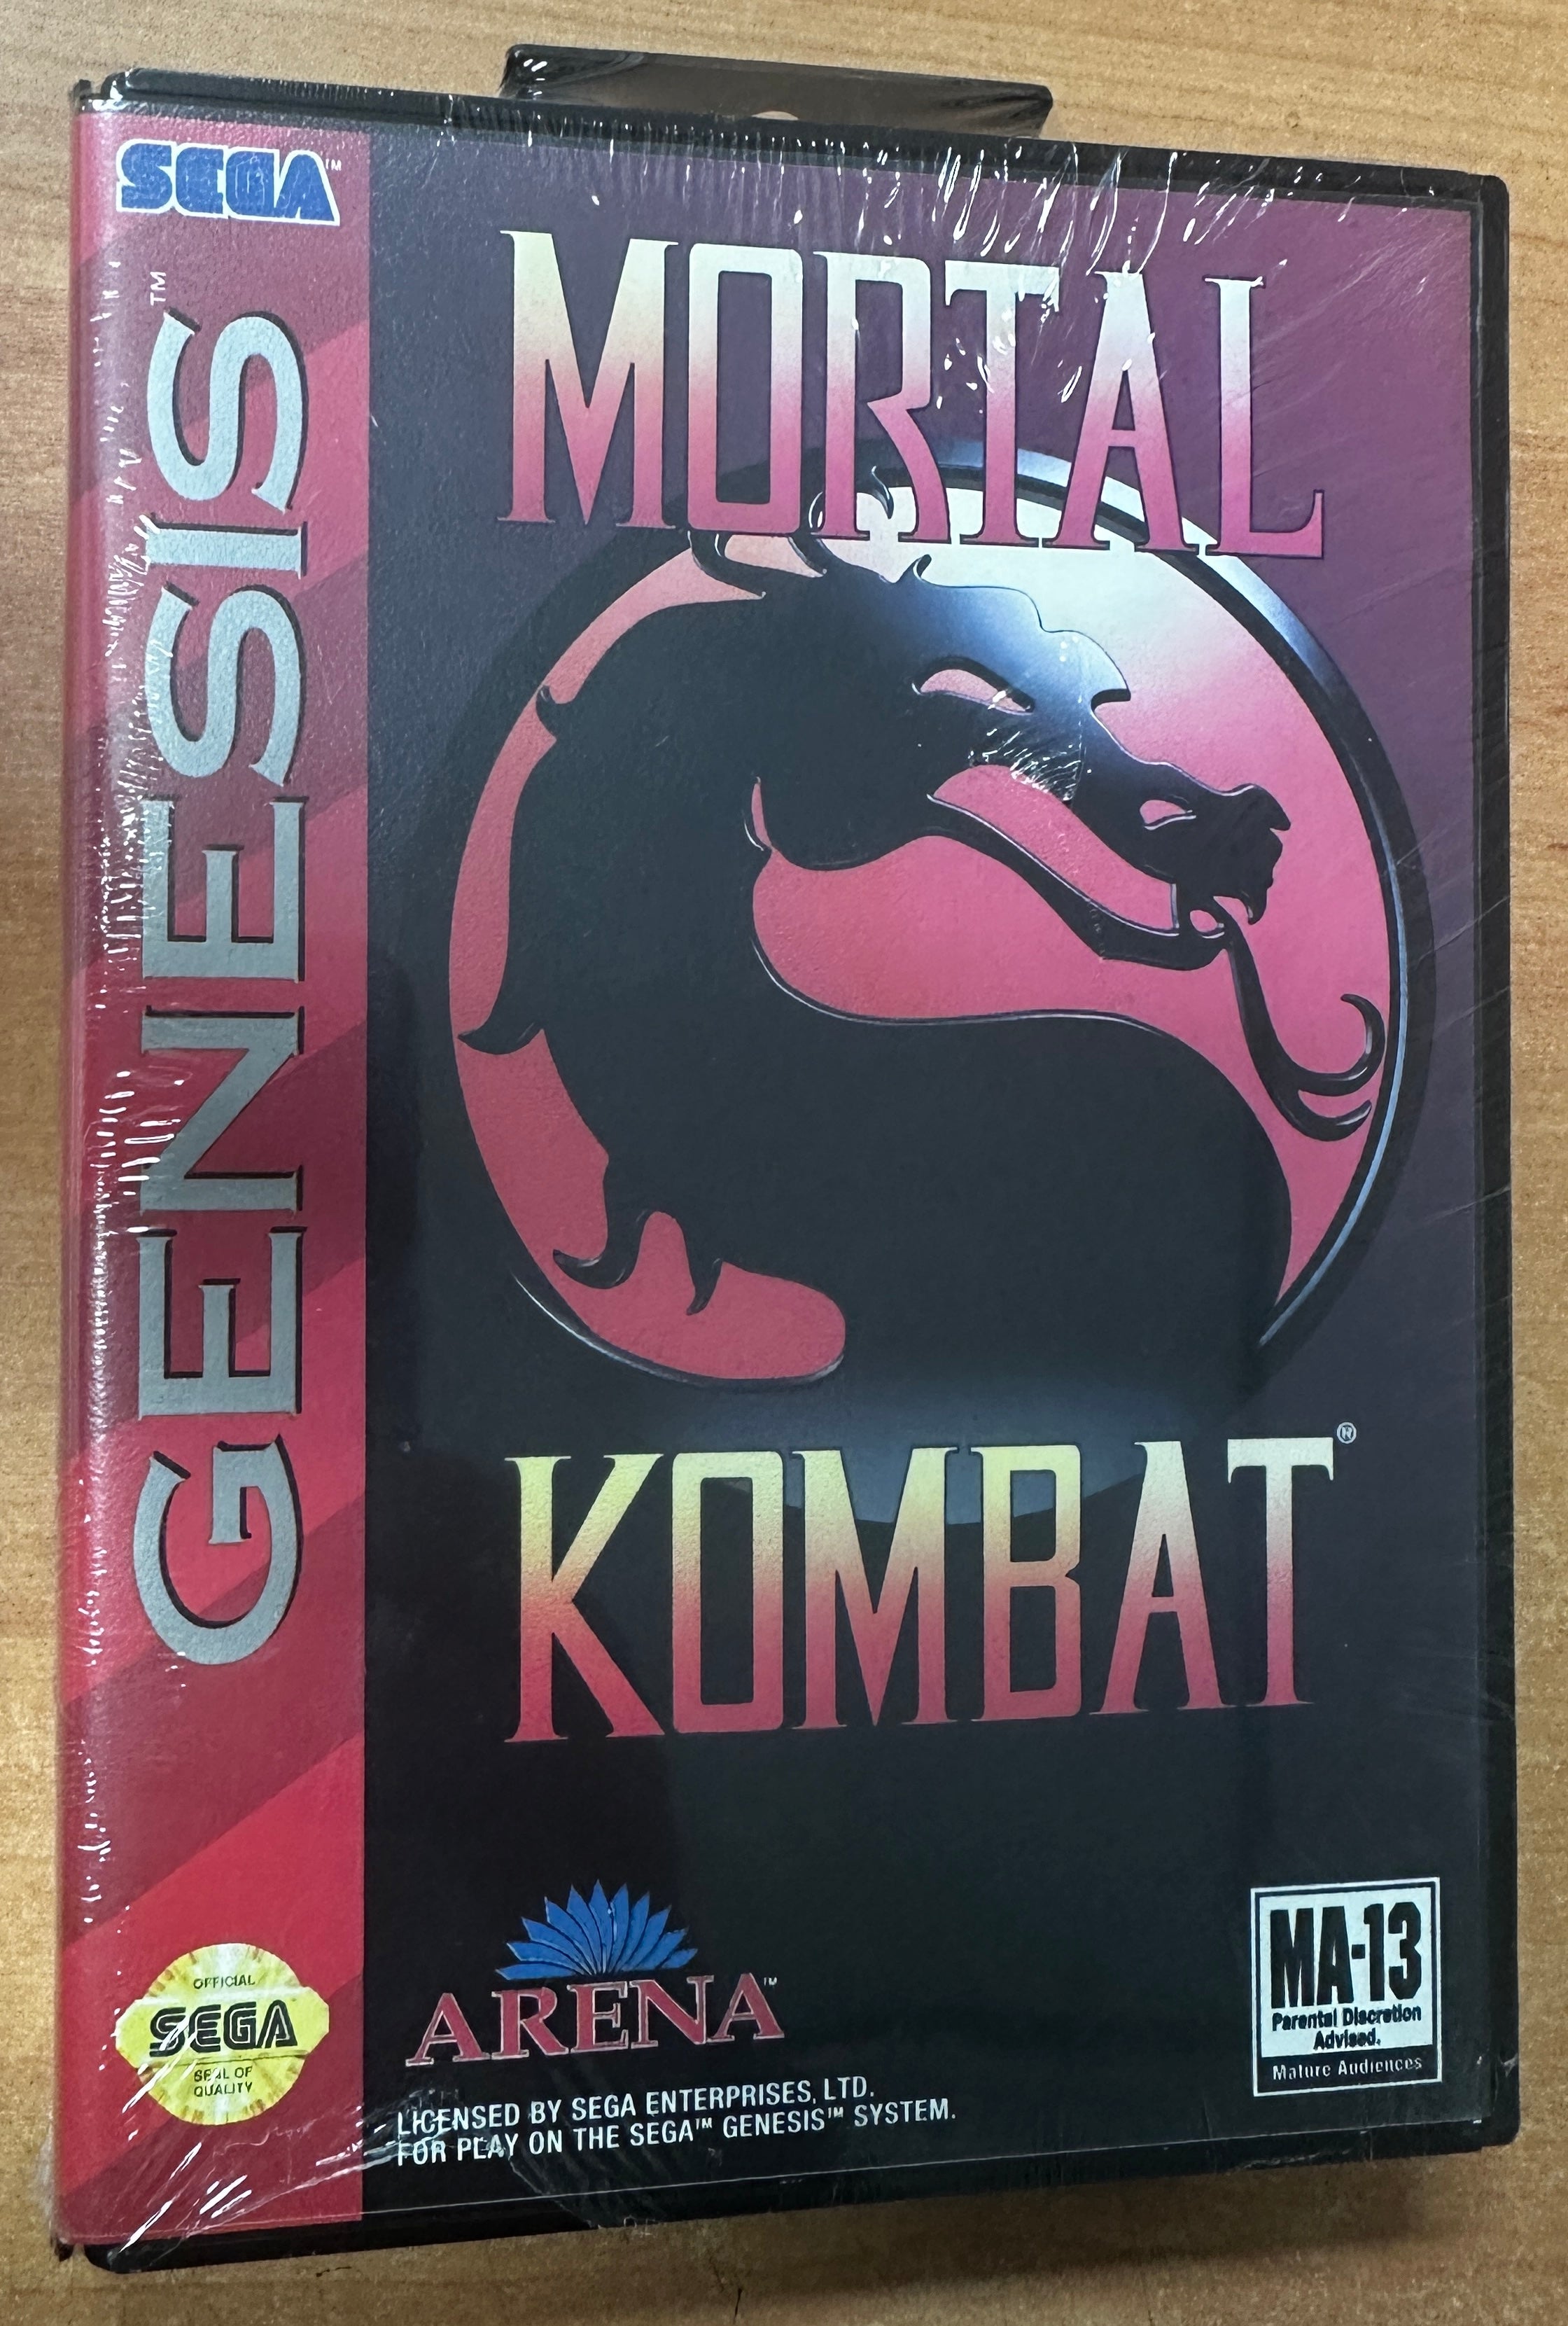 SEGA™
GENESIS™
MORTAL
KOMBAT®
ARENA™
LICENSED BY SEGA ENTERPRISES, LTD.
FOR PLAY ON THE SEGA™ GENESIS™ SYSTEM.
OFFICIAL
SEGA
SEAL OF
QUALITY
MA-13
Parental Discretion
Advised.
Mature Audiences